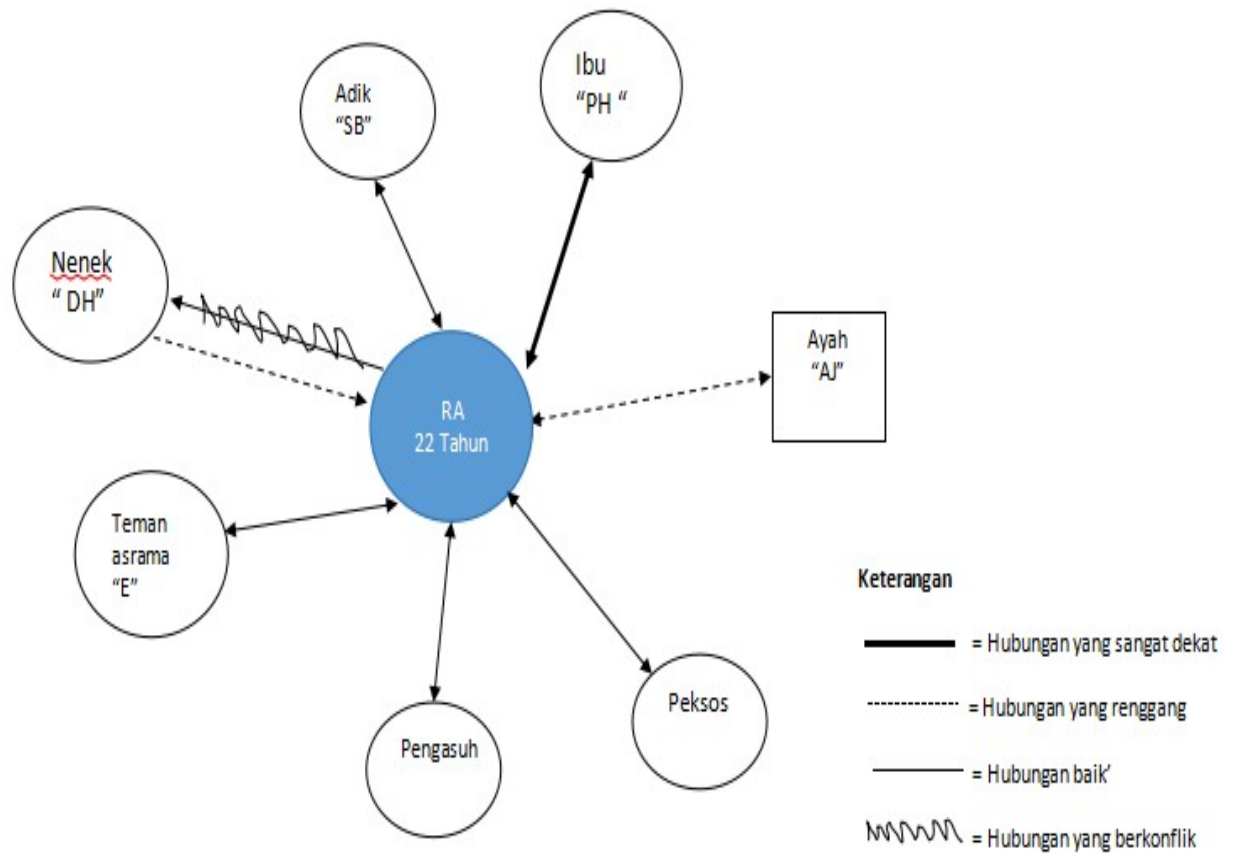 Ibu
“PH “
Adik
“SB”
Nenek
“ DH”
Ayah
“AJ”
RA
22 Tahun
Teman
asrama
“E”
Pengasuh
Peksos
Keterangan
= Hubungan yang sangat dekat
= Hubungan yang renggang
= Hubungan baik’
= Hubungan yang berkonflik